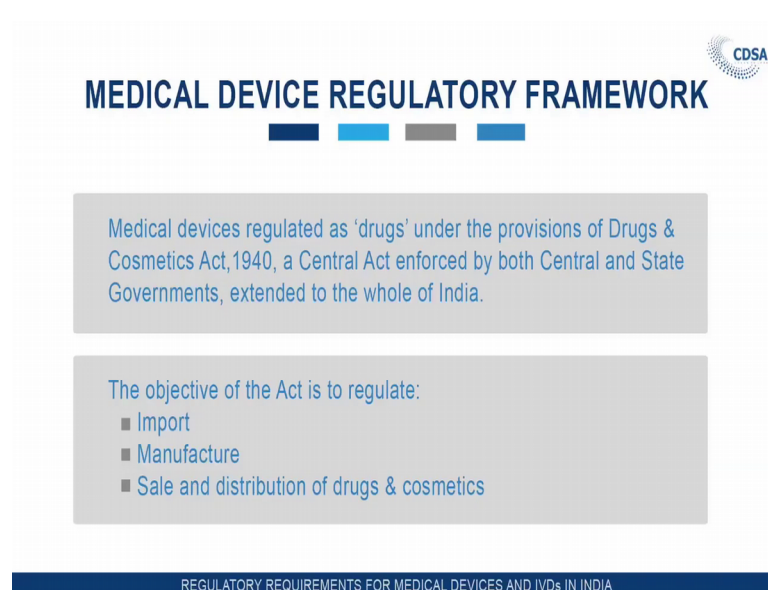 CDSA
MEDICAL DEVICE REGULATORY FRAMEWORK
Medical devices regulated as ‘drugs’ under the provisions of Drugs &
Cosmetics Act,1940, a Central Act enforced by both Central and State
Governments, extended to the whole of India.
The objective of the Act is to regulate:
Import
Manufacture
Sale and distribution of drugs & cosmetics
REGULATORY REQUIREMENTS FOR MEDICAL DEVICES AND IVDs IN INDIA